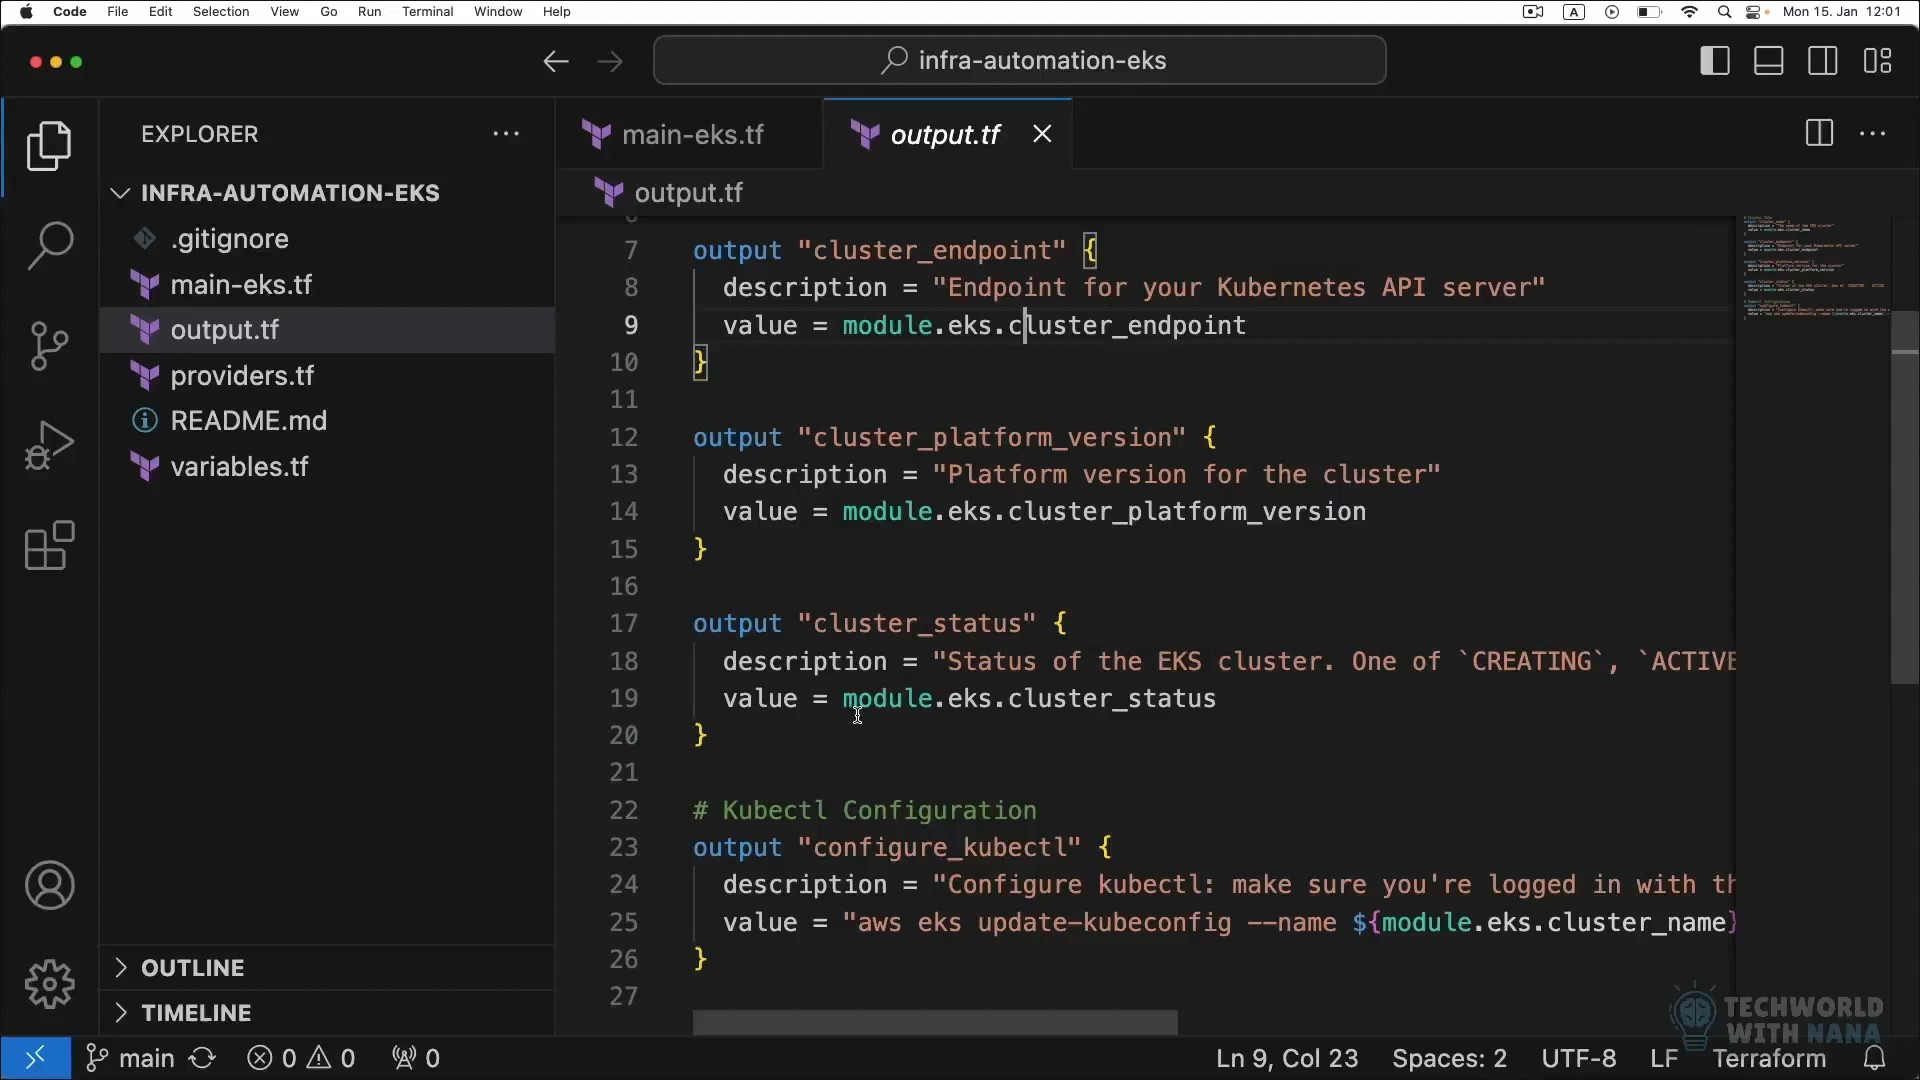 Code File Edit Selection View Go Run Terminal Window Help A Mon 15. Jan 12:01
infra-automation-eks
EXPLORER
INFRA-AUTOMATION-EKS
.gitignore
main-eks.tf
output.tf
providers.tf
README.md
variables.tf
OUTLINE
TIMELINE
main-eks.tf output.tf
output.tf
7 output "cluster_endpoint" {
8 description = "Endpoint for your Kubernetes API server"
9 value = module.eks.cluster_endpoint
10 }
11
12 output "cluster_platform_version" {
13 description = "Platform version for the cluster"
14 value = module.eks.cluster_platform_version
15 }
16
17 output "cluster_status" {
18 description = "Status of the EKS cluster. One of `CREATING`, `ACTIVE
19 value = module.eks.cluster_status
20 }
21
22 # Kubectl Configuration
23 output "configure_kubectl" {
24 description = "Configure kubectl: make sure you're logged in with th
25 value = "aws eks update-kubeconfig --name ${module.eks.cluster_name}
26 }
27
TECHWORLD
WITH NANA
main 0 0 0 Ln 9, Col 23 Spaces: 2 UTF-8 LF Terraform